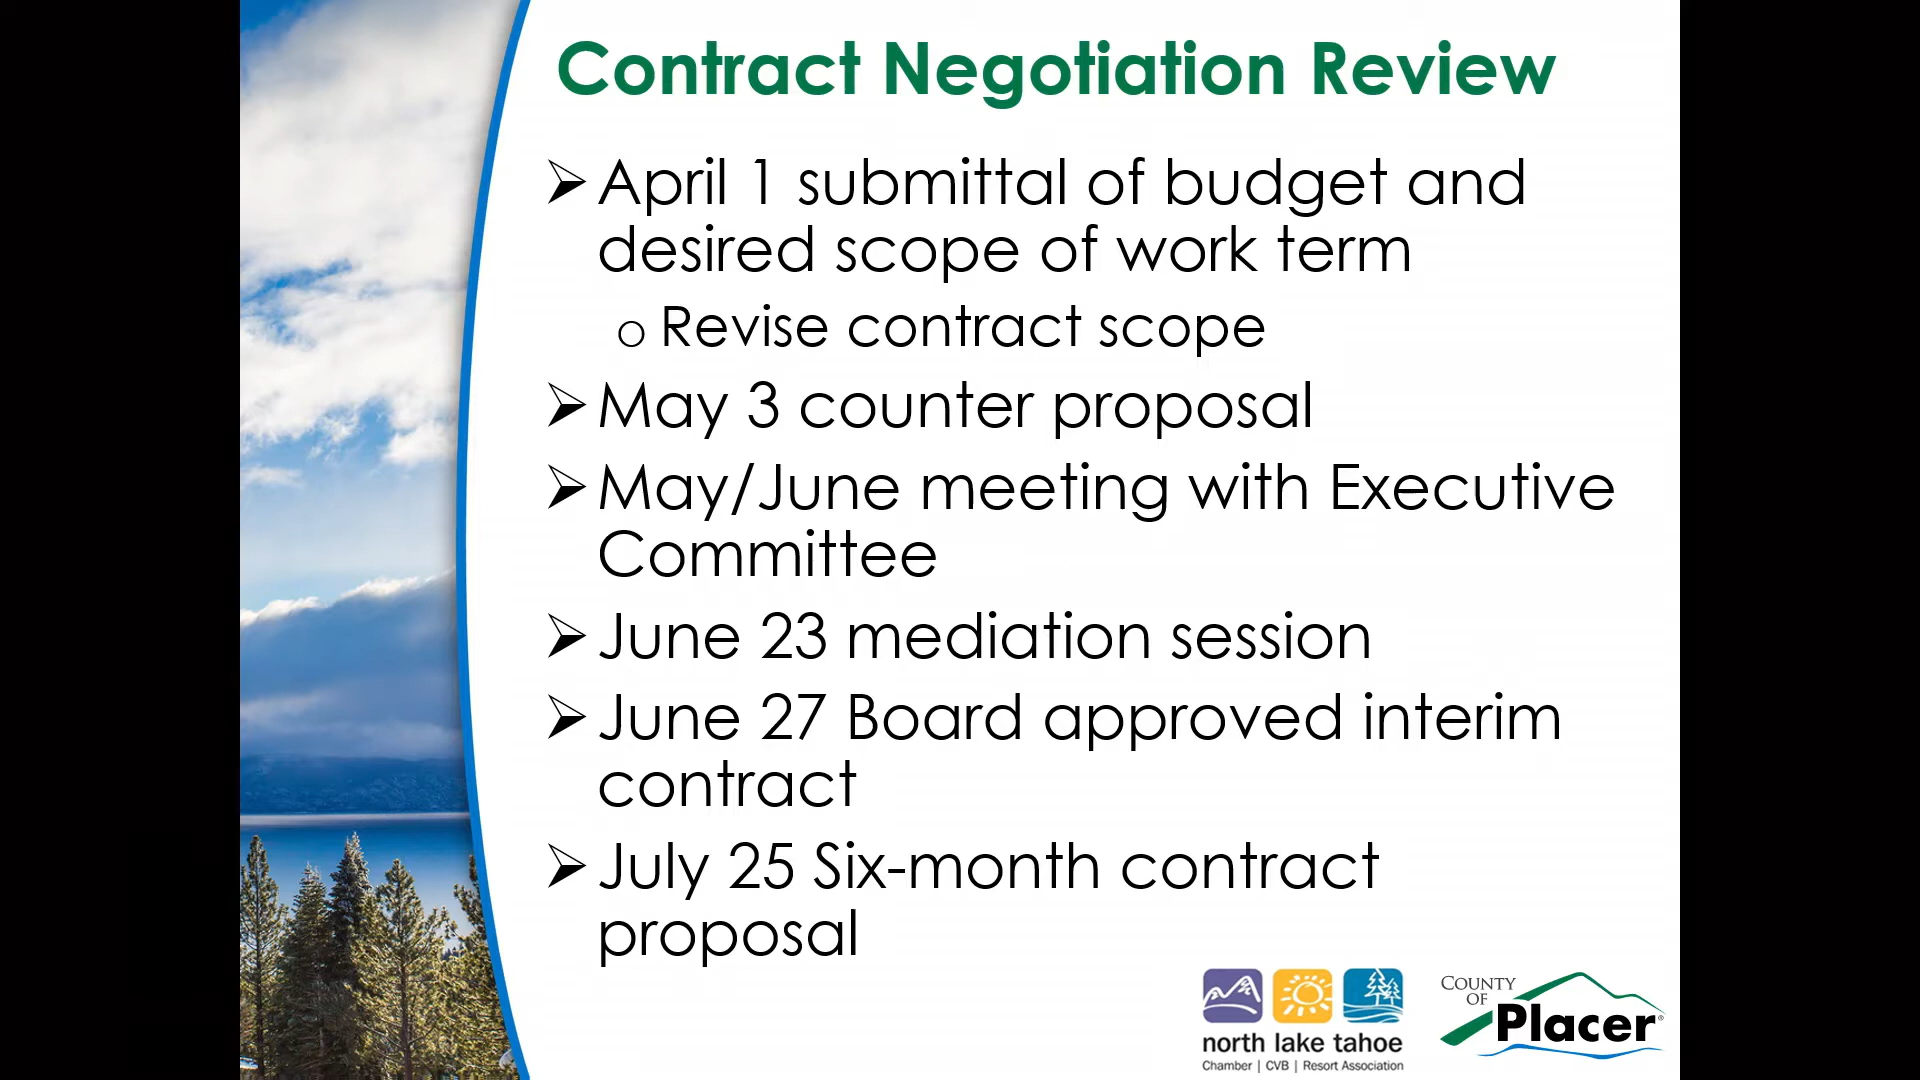 Contract Negotiation Review
➢ April 1 submittal of budget and
desired scope of work term
o Revise contract scope
➢ May 3 counter proposal
➢ May/June meeting with Executive
Committee
➢ June 23 mediation session
➢ June 27 Board approved interim
contract
➢ July 25 Six-month contract
proposal
north lake tahoe
Chamber | CVB | Resort Association
COUNTY
OF
Placer®